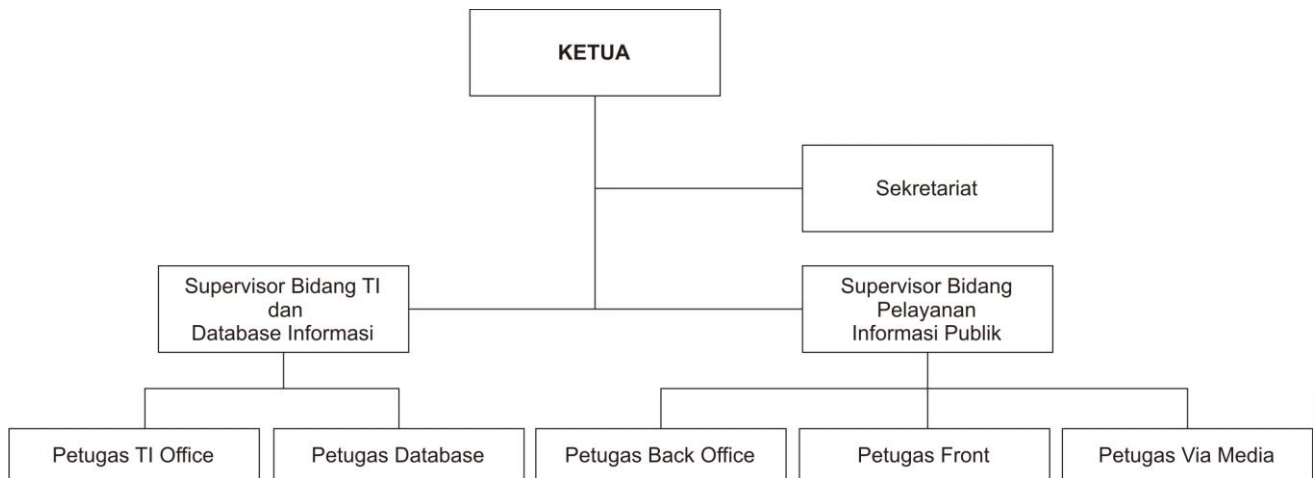 KETUA
Sekretariat
Supervisor Bidang TI
dan
Database Informasi
Supervisor Bidang
Pelayanan
Informasi Publik
Petugas TI Office
Petugas Database
Petugas Back Office
Petugas Front
Petugas Via Media